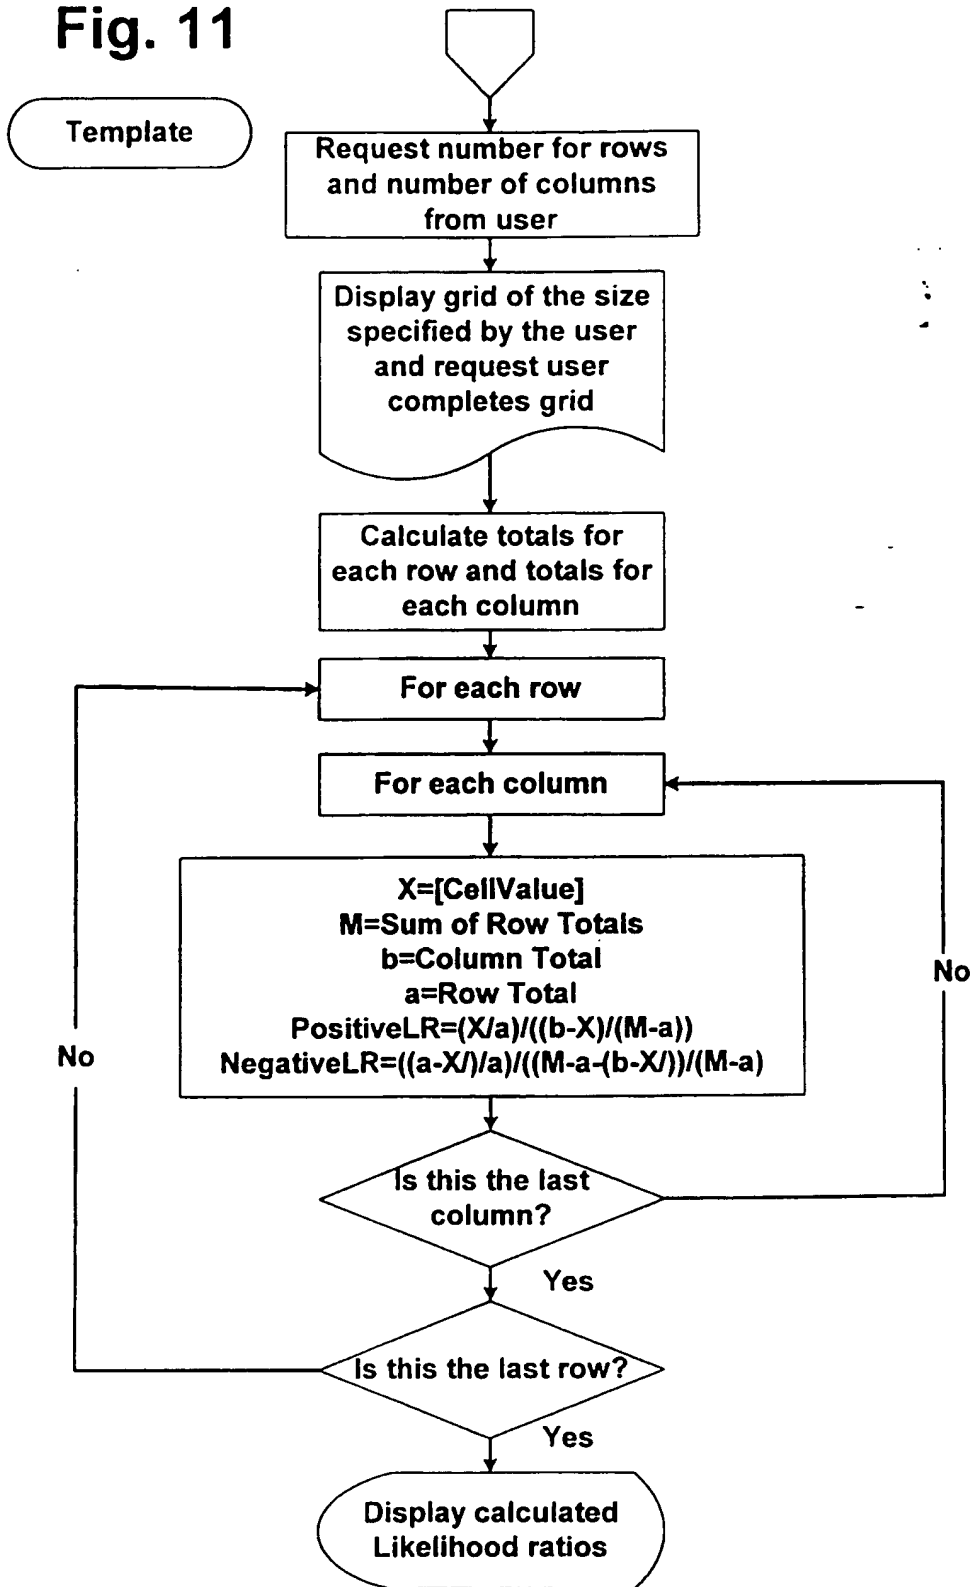 Fig. 11
Template
Request number for rows
and number of columns
from user
Display grid of the size
specified by the user
and request user
completes grid
Calculate totals for
each row and totals for
each column
For each row
For each column
X=[CellValue]
M=Sum of Row Totals
b=Column Total
a=Row Total
PositiveLR=(X/a)/((b-X)/(M-a))
NegativeLR=((a-X/)/a)/((M-a-(b-X/))/(M-a)
No
No
Is this the last
column?
Yes
Is this the last row?
Yes
Display calculated
Likelihood ratios